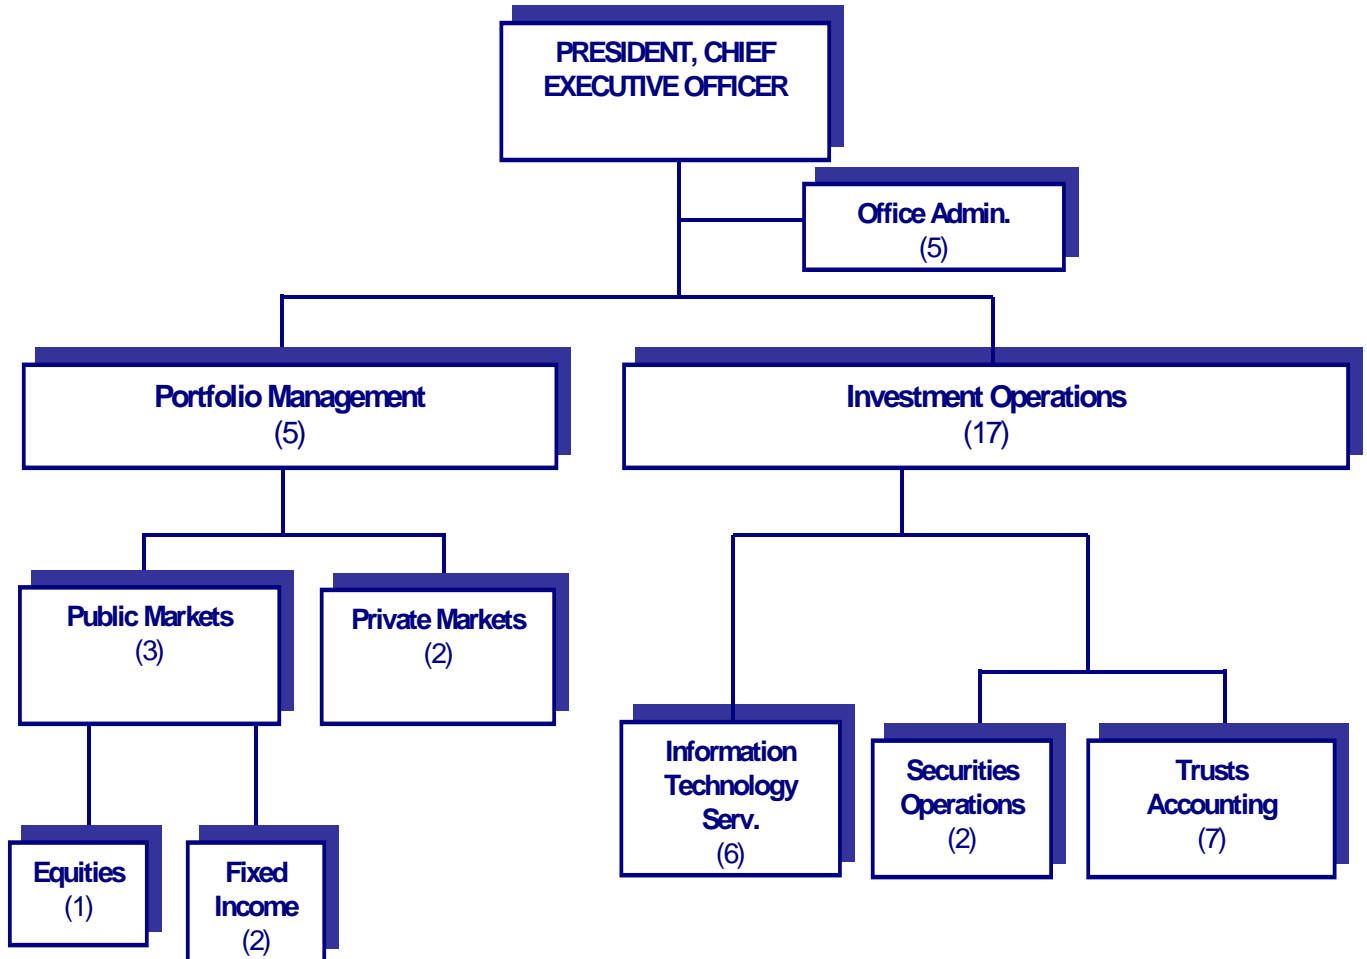 PRESIDENT, CHIEF
EXECUTIVE OFFICER
Office Admin.
(5)
Portfolio Management
(5)
Investment Operations
(17)
Public Markets
(3)
Private Markets
(2)
Information
Technology
Serv.
(6)
Securities
Operations
(2)
Trusts
Accounting
(7)
Equities
(1)
Fixed
Income
(2)